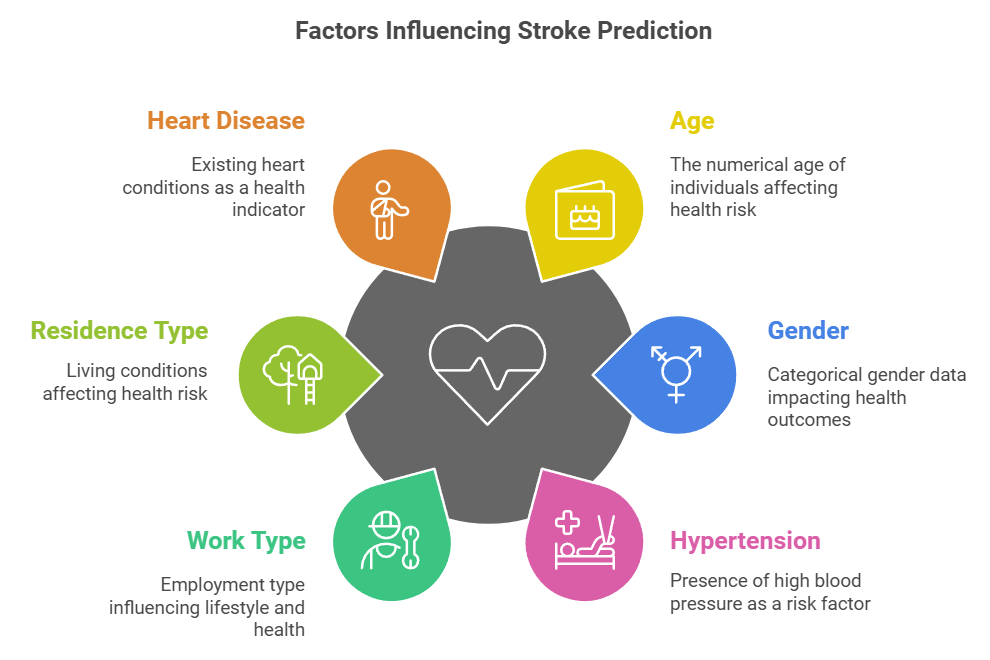 Factors Influencing Stroke Prediction
Heart Disease
Existing heart
conditions as a health
indicator
Age
The numerical age of
individuals affecting
health risk
Residence Type
Living conditions
affecting health risk
Gender
Categorical gender data
impacting health
outcomes
Work Type
Employment type
influencing lifestyle and
health
Hypertension
Presence of high blood
pressure as a risk factor